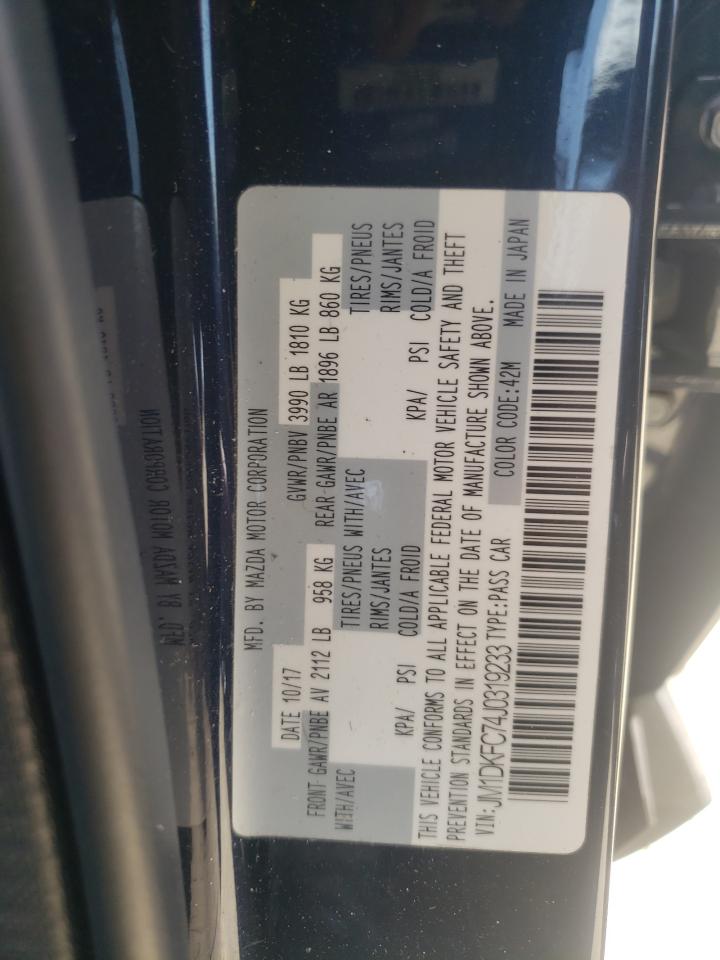 MFD. BY MAZDA MOTOR CORPORATION
DATE 10/17 GVWR/PNBV 3990 LB 1810 KG
FRONT GAWR/PNBE AV 2112 LB 958 KG REAR GAWR/PNBE AR 1896 LB 860 KG
WITH/AVEC TIRES/PNEUS WITH/AVEC TIRES/PNEUS
RIMS/JANTES RIMS/JANTES
KPA/ PSI COLD/A FROID KPA/ PSI COLD/A FROID
THIS VEHICLE CONFORMS TO ALL APPLICABLE FEDERAL MOTOR VEHICLE SAFETY AND THEFT
PREVENTION STANDARDS IN EFFECT ON THE DATE OF MANUFACTURE SHOWN ABOVE.
VIN:JM1DKFC74J0319233 TYPE:PASS CAR COLOR CODE:42M MADE IN JAPAN